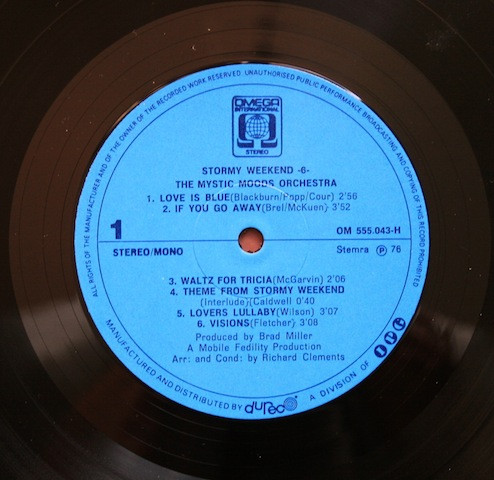 ALL RIGHTS OF THE MANUFACTURER AND OF THE OWNER OF THE RECORDED WORK RESERVED. UNAUTHORISED PUBLIC PERFORMANCE BROADCASTING AND COPYING OF THIS RECORD PROHIBITED
OMEGA
INTERNATIONAL
STEREO
STORMY WEEKEND -6-
THE MYSTIC MOODS ORCHESTRA
1. LOVE IS BLUE(Blackburn/Popp/Cour) 2'56
2. IF YOU GO AWAY(Brel/McKuen) 3'52
1
OM 555.043-H
STEREO/MONO
Stemra ℗ 76
3. WALTZ FOR TRICIA(McGarvin) 2'06
4. THEME FROM STORMY WEEKEND
(Interlude)(Caldwell 0'40
5. LOVERS LULLABY(Wilson) 3'07
6. VISIONS(Fletcher) 3'08
Produced by Brad Miller
A Mobile Fedility Production
Arr: and Cond: by Richard Clements
MANUFACTURED AND DISTRIBUTED BY dureco A DIVISION OF